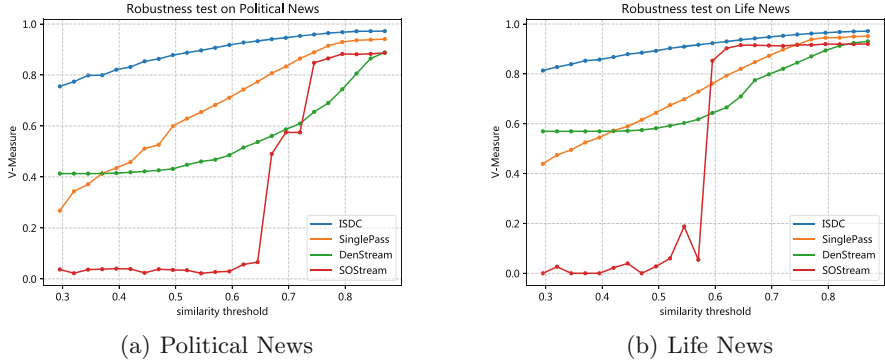 Robustness test on Political News
1.0
0.8
0.6
0.4
0.2
0.0
V-Measure
0.3 0.4 0.5 0.6 0.7 0.8
similarity threshold
ISDC
SinglePass
DenStream
SOStream
(a) Political News
Robustness test on Life News
1.0
0.8
0.6
0.4
0.2
0.0
V-Measure
0.3 0.4 0.5 0.6 0.7 0.8
similarity threshold
ISDC
SinglePass
DenStream
SOStream
(b) Life News